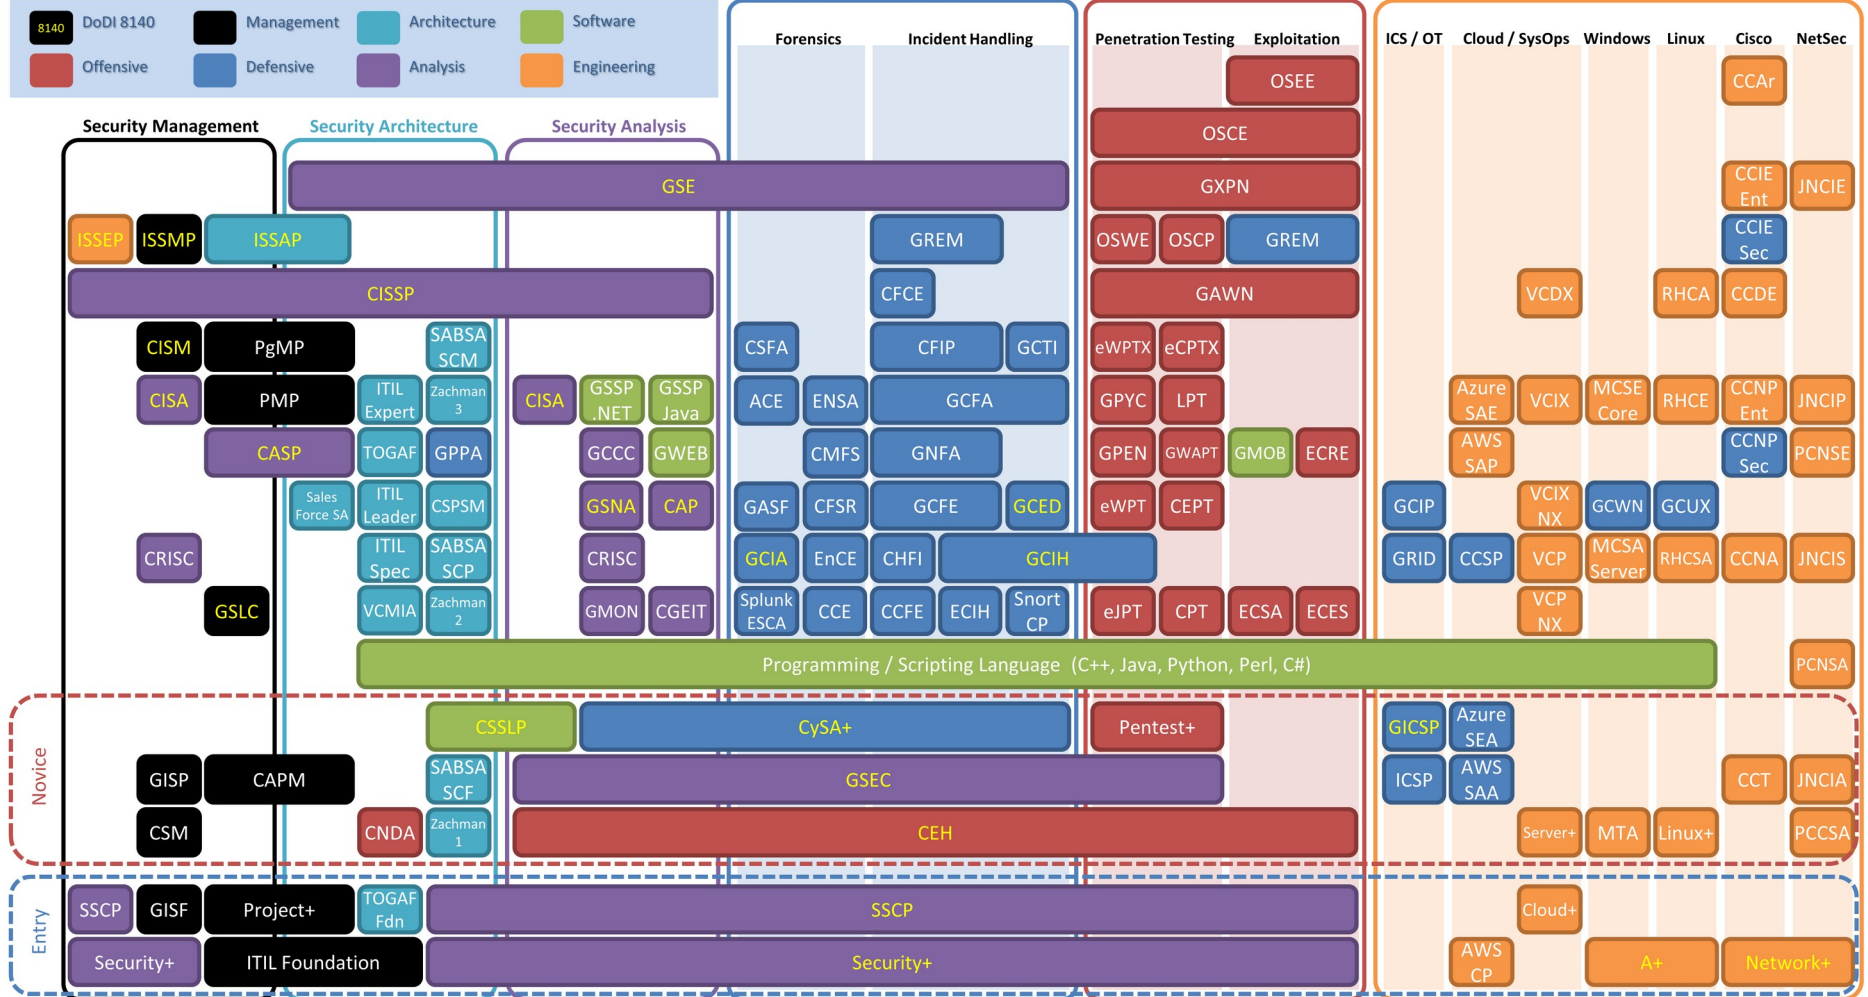 8140 DoDI 8140 Management Architecture Software
Offensive Defensive Analysis Engineering
Forensics Incident Handling Penetration Testing Exploitation ICS / OT Cloud / SysOps Windows Linux Cisco NetSec
OSEE CCAr
Security Management Security Architecture Security Analysis OSCE
GSE GXPN CCIE Ent JNCIE
ISSEP ISSMP ISSAP GREM OSWE OSCP GREM CCIE Sec
CISSP CFCE GAWN VCDX RHCA CCDE
CISM PgMP SABSA SCM CSFA CFIP GCTI eWPTX eCPTX
CISA PMP ITIL Expert Zachman 3 CISA GSSP .NET GSSP Java ACE ENSA GCFA GPYC LPT Azure SAE VCIX MCSE Core RHCE CCNP Ent JNCIP
CASP TOGAF GPPA GCCC GWEB CMFS GNFA GPEN GWAPT GMOB ECRE AWS SAP CCNP Sec PCNSE
Sales Force SA ITIL Leader CSPSM GSNA CAP GASF CFSR GCFE GCED eWPT CEPT GCIP VCIX NX GCWN GCUX
CRISC ITIL Spec SABSA SCP CRISC GCIA EnCE CHFI GCIH GRID CCSP VCP MCSA Server RHCSA CCNA JNCIS
GSLC VCMIA Zachman 2 GMON CGEIT Splunk ESCA CCE CCFE ECIH Snort CP eJPT CPT ECSA ECES VCP NX
Programming / Scripting Language (C++, Java, Python, Perl, C#) PCNSA
Novice
CSSLP CySA+ Pentest+ GICSP Azure SEA
GISP CAPM SABSA SCF GSEC ICSP AWS SAA CCT JNCIA
CSM CNDA Zachman 1 CEH Server+ MTA Linux+ PCCSA
Entry
SSCP GISF Project+ TOGAF Fdn SSCP Cloud+
Security+ ITIL Foundation Security+ AWS CP A+ Network+